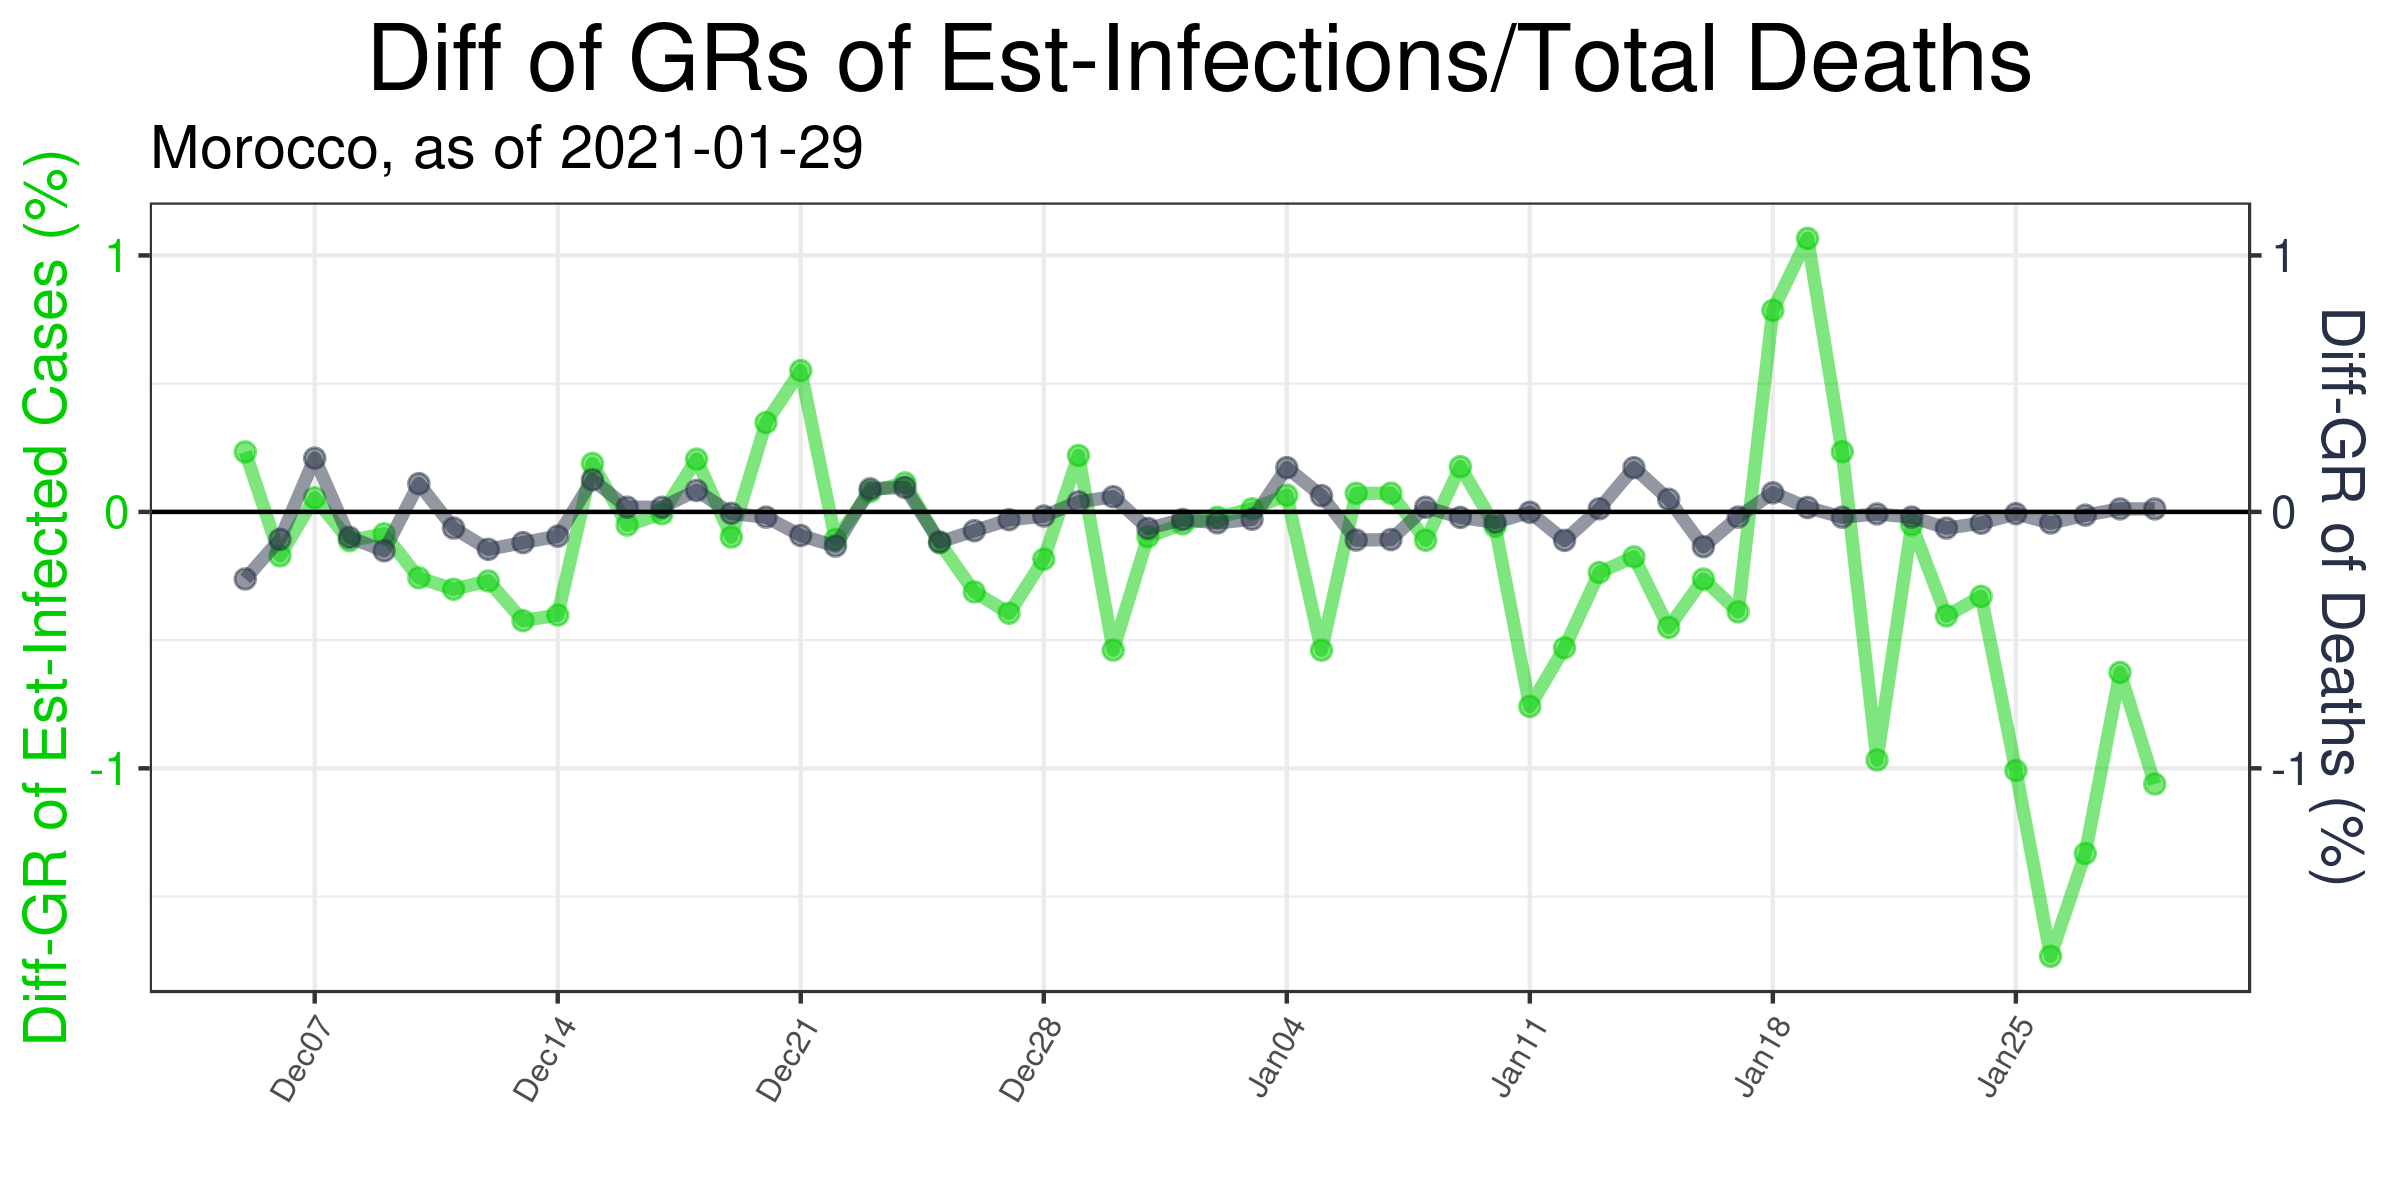 Diff of GRs of Est-Infections/Total Deaths
Morocco, as of 2021-01-29
Diff-GR of Est-Infected Cases (%)
1
0
-1
1
0
-1
Diff-GR of Deaths (%)
Dec07
Dec14
Dec21
Dec28
Jan04
Jan11
Jan18
Jan25